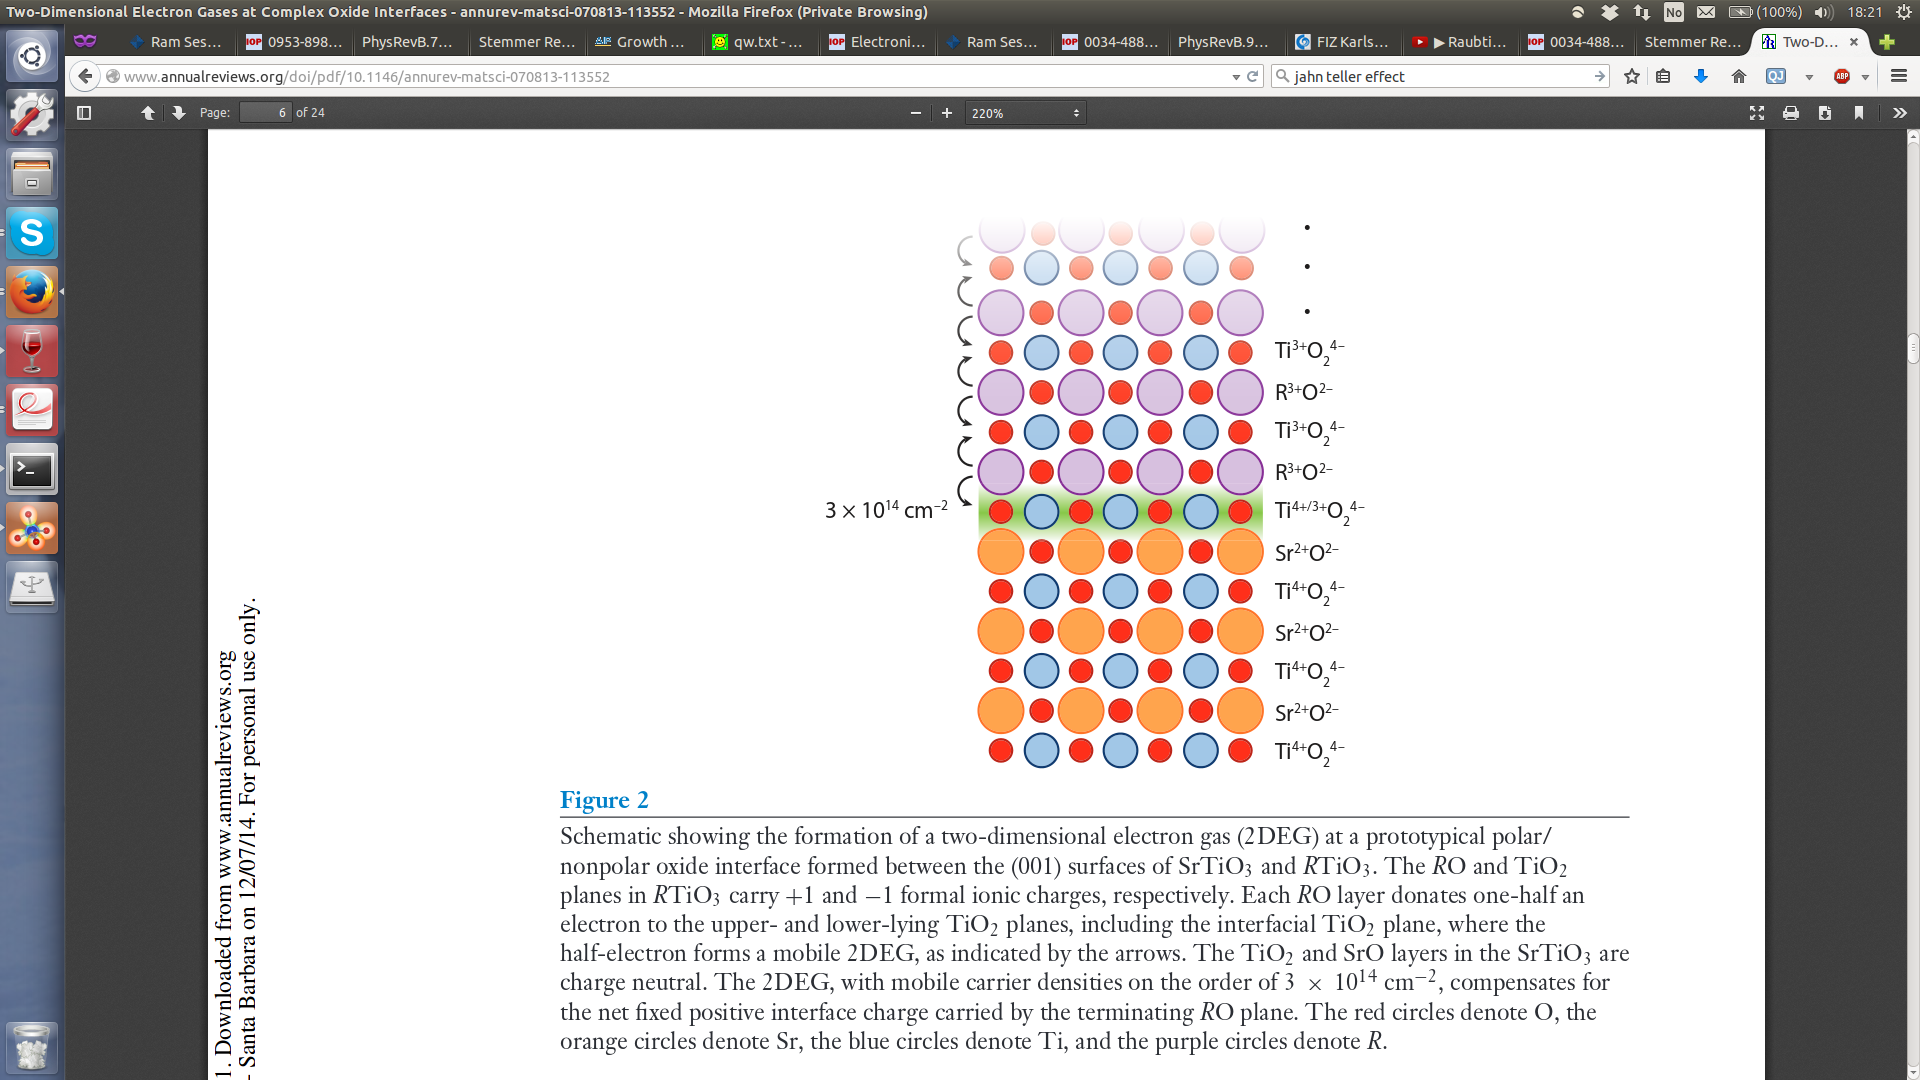 Two-Dimensional Electron Gases at Complex Oxide Interfaces - annurev-matsci-070813-113552 - Mozilla Firefox (Private Browsing)
No (100%) 18:21
Ram Ses... 0953-898... PhysRevB.7... Stemmer Re... Growth ... qw.txt - ... Electroni... Ram Ses... 0034-488... PhysRevB.9... FIZ Karls... ▶ Raubti... 0034-488... Stemmer Re... Two-D...
www.annualreviews.org/doi/pdf/10.1146/annurev-matsci-070813-113552
jahn teller effect
Page: 6 of 24
220%
Ti³⁺O₂⁴⁻
R³⁺O²⁻
Ti³⁺O₂⁴⁻
R³⁺O²⁻
3 × 10¹⁴ cm⁻² Ti⁴⁺/³⁺O₂⁴⁻
Sr²⁺O²⁻
Ti⁴⁺O₂⁴⁻
Sr²⁺O²⁻
Ti⁴⁺O₂⁴⁻
Sr²⁺O²⁻
Ti⁴⁺O₂⁴⁻
1. Downloaded from www.annualreviews.org
- Santa Barbara on 12/07/14. For personal use only.
Figure 2
Schematic showing the formation of a two-dimensional electron gas (2DEG) at a prototypical polar/
nonpolar oxide interface formed between the (001) surfaces of SrTiO₃ and RTiO₃. The RO and TiO₂
planes in RTiO₃ carry +1 and −1 formal ionic charges, respectively. Each RO layer donates one-half an
electron to the upper- and lower-lying TiO₂ planes, including the interfacial TiO₂ plane, where the
half-electron forms a mobile 2DEG, as indicated by the arrows. The TiO₂ and SrO layers in the SrTiO₃ are
charge neutral. The 2DEG, with mobile carrier densities on the order of 3 × 10¹⁴ cm⁻², compensates for
the net fixed positive interface charge carried by the terminating RO plane. The red circles denote O, the
orange circles denote Sr, the blue circles denote Ti, and the purple circles denote R.